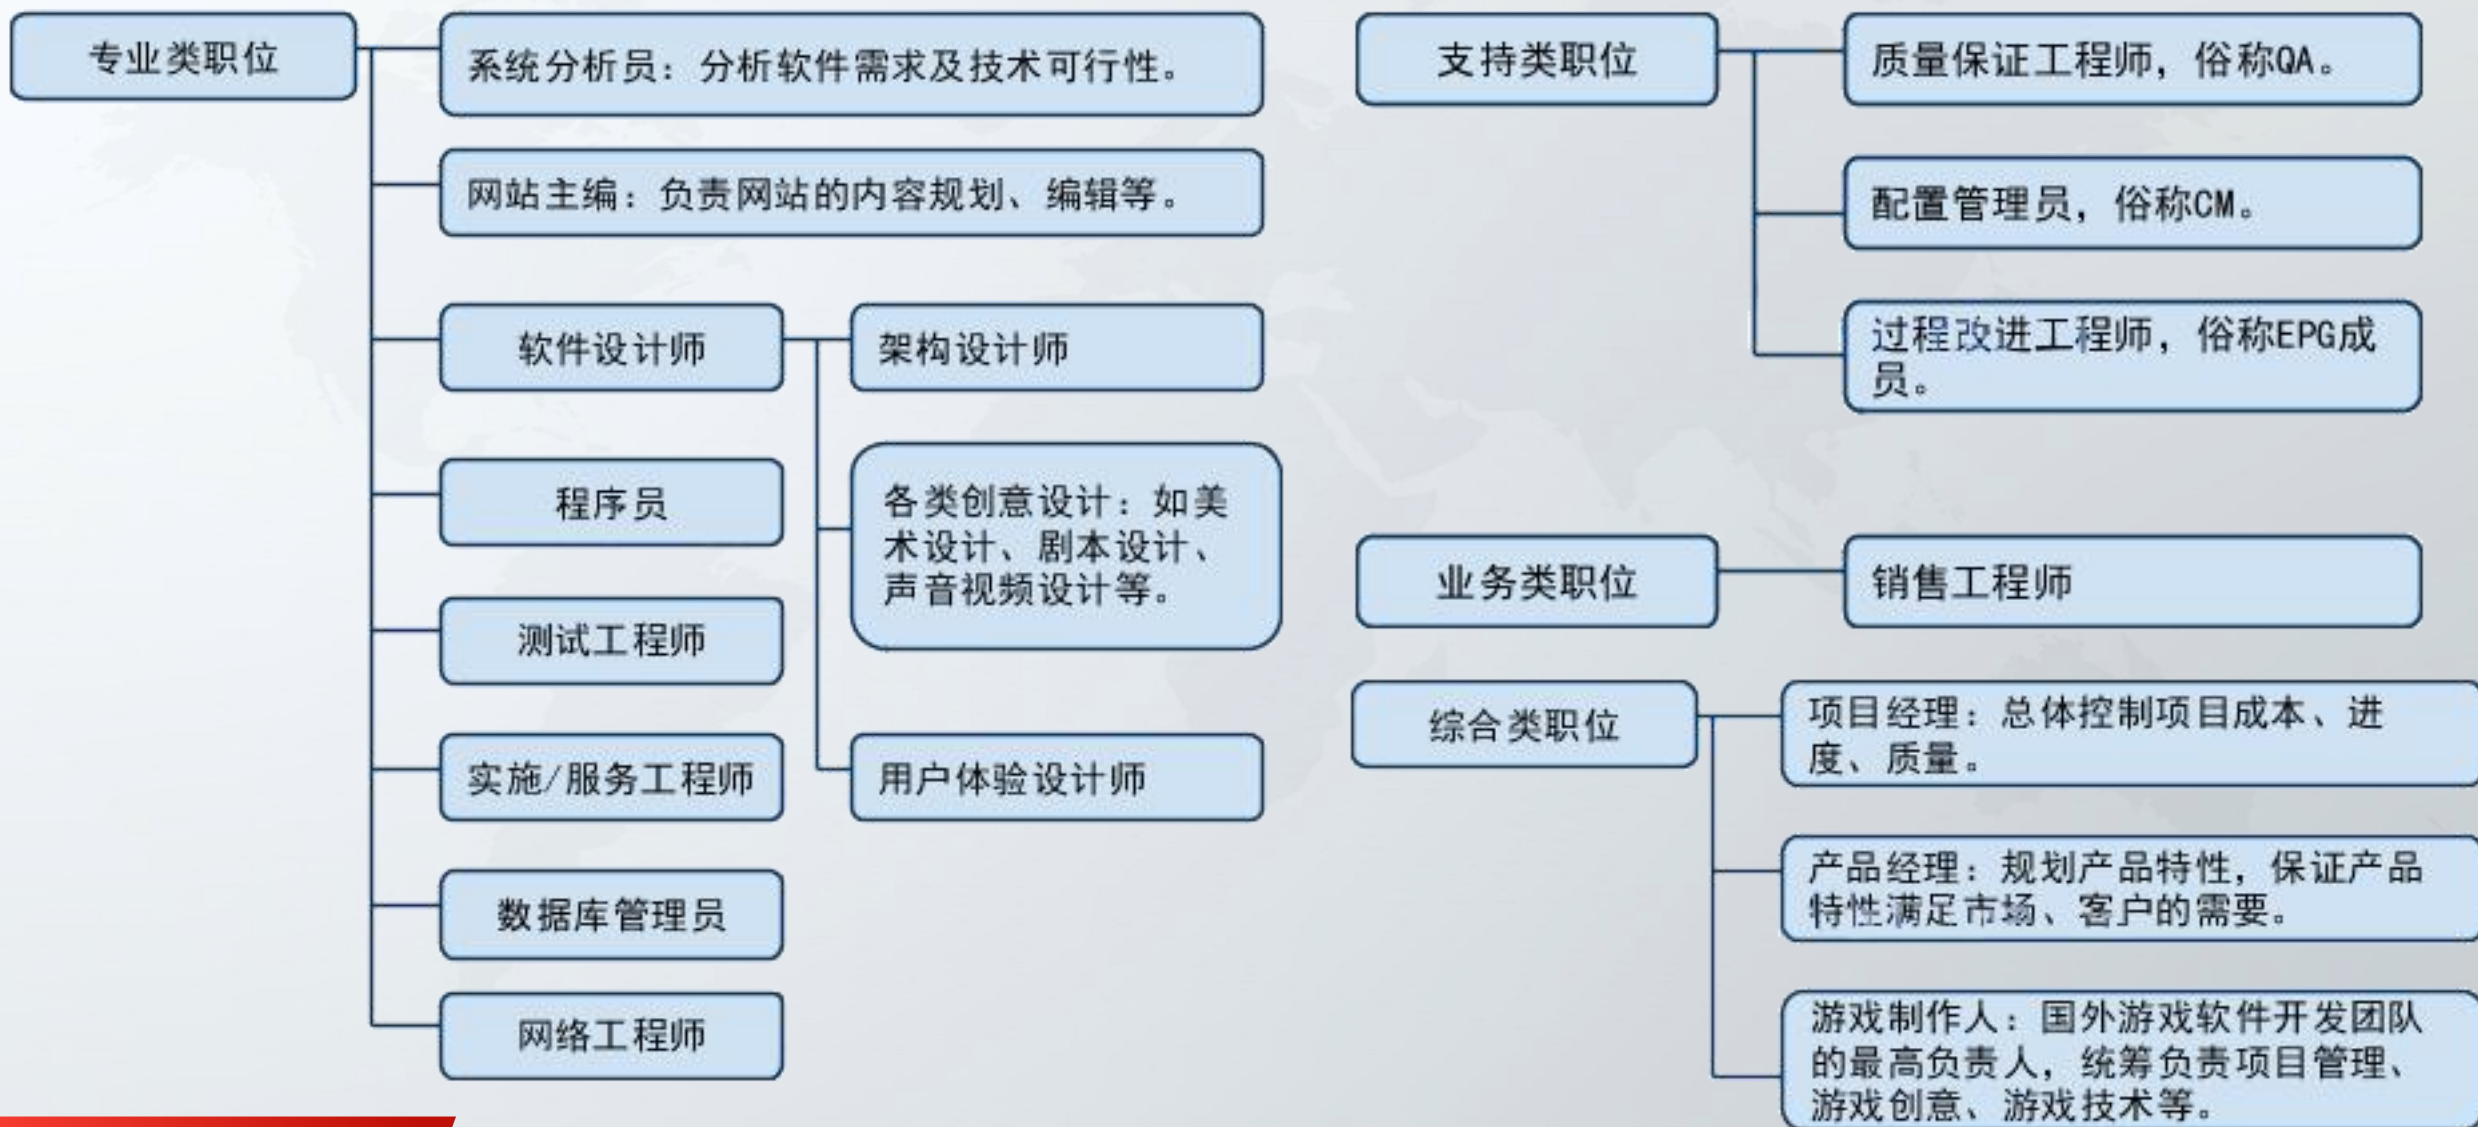 专业类职位
系统分析员：分析软件需求及技术可行性。
网站主编：负责网站的内容规划、编辑等。
软件设计师
架构设计师
各类创意设计：如美
术设计、剧本设计、
声音视频设计等。
用户体验设计师
程序员
测试工程师
实施/服务工程师
数据库管理员
网络工程师
支持类职位
质量保证工程师，俗称QA。
配置管理员，俗称CM。
过程改进工程师，俗称EPG成
员。
业务类职位
销售工程师
综合类职位
项目经理：总体控制项目成本、进
度、质量。
产品经理：规划产品特性，保证产品
特性满足市场、客户的需要。
游戏制作人：国外游戏软件开发团队
的最高负责人，统筹负责项目管理、
游戏创意、游戏技术等。